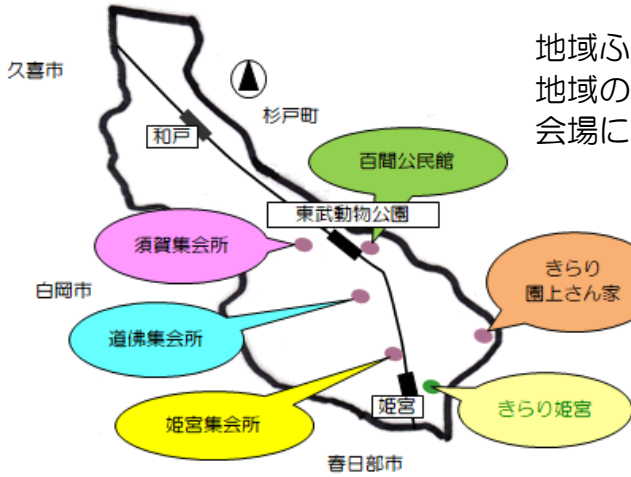 地域ふ
地域の
会場に
久喜市
杉戸町
和戸
百間公民館
東武動物公園
須賀集会所
きらり
園上さん家
白岡市
道佛集会所
姫宮
きらり姫宮
姫宮集会所
春日部市